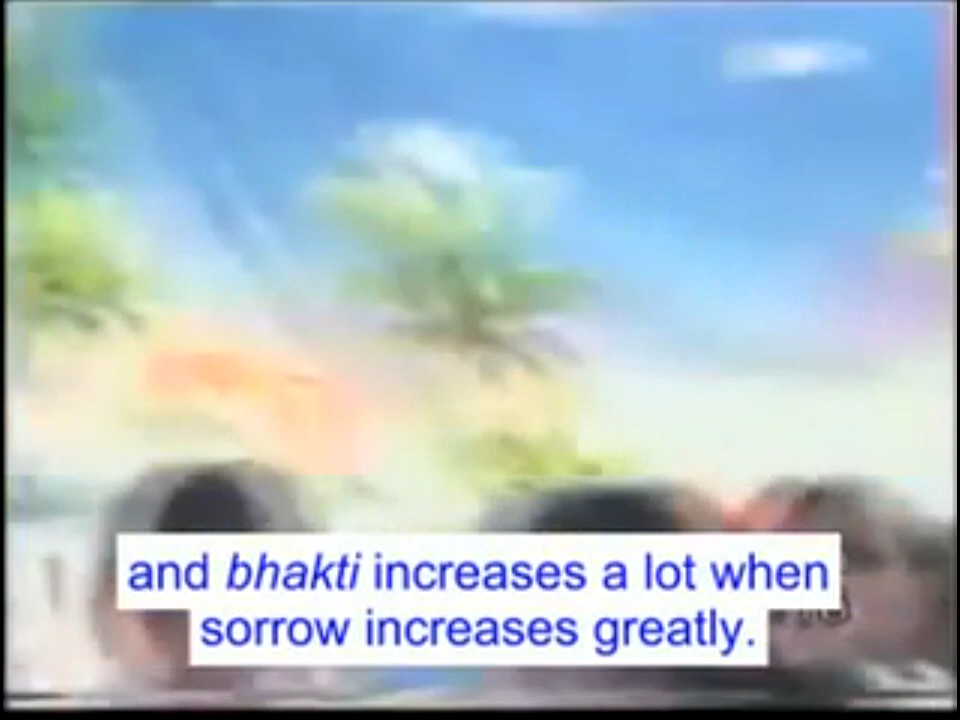 and bhakti increases a lot when
sorrow increases greatly.